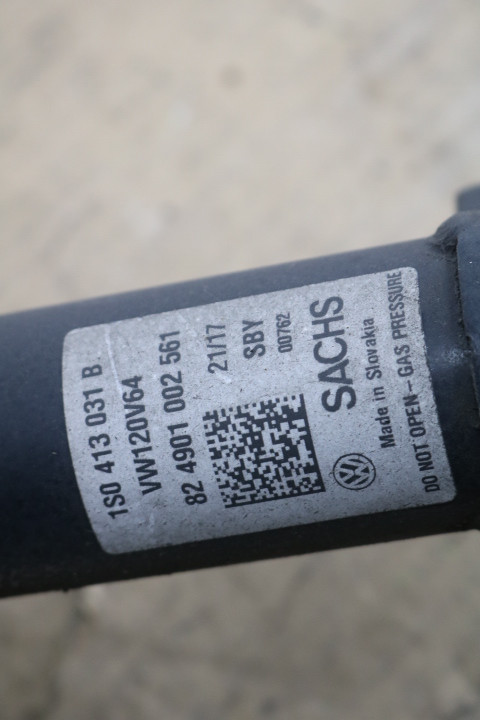 1S0 413 031 B
VW120V64
82 4901 002 561
21/17
SBY
00762
SACHS
Made in Slovakia
DO NOT OPEN - GAS PRESSURE